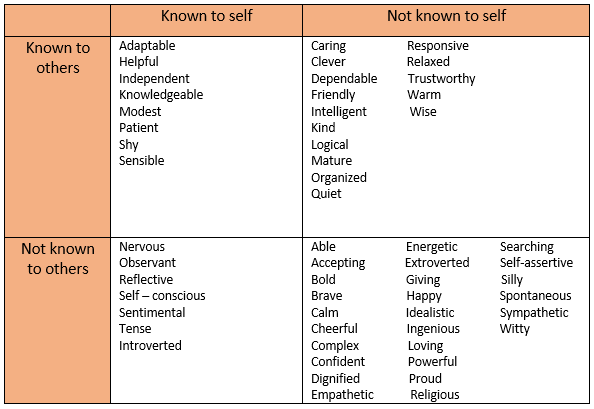 Known to self Not known to self
Known to others
Adaptable
Helpful
Independent
Knowledgeable
Modest
Patient
Shy
Sensible
Caring Responsive
Clever Relaxed
Dependable Trustworthy
Friendly Warm
Intelligent Wise
Kind
Logical
Mature
Organized
Quiet
Not known to others
Nervous
Observant
Reflective
Self – conscious
Sentimental
Tense
Introverted
Able Energetic Searching
Accepting Extroverted Self-assertive
Bold Giving Silly
Brave Happy Spontaneous
Calm Idealistic Sympathetic
Cheerful Ingenious Witty
Complex Loving
Confident Powerful
Dignified Proud
Empathetic Religious